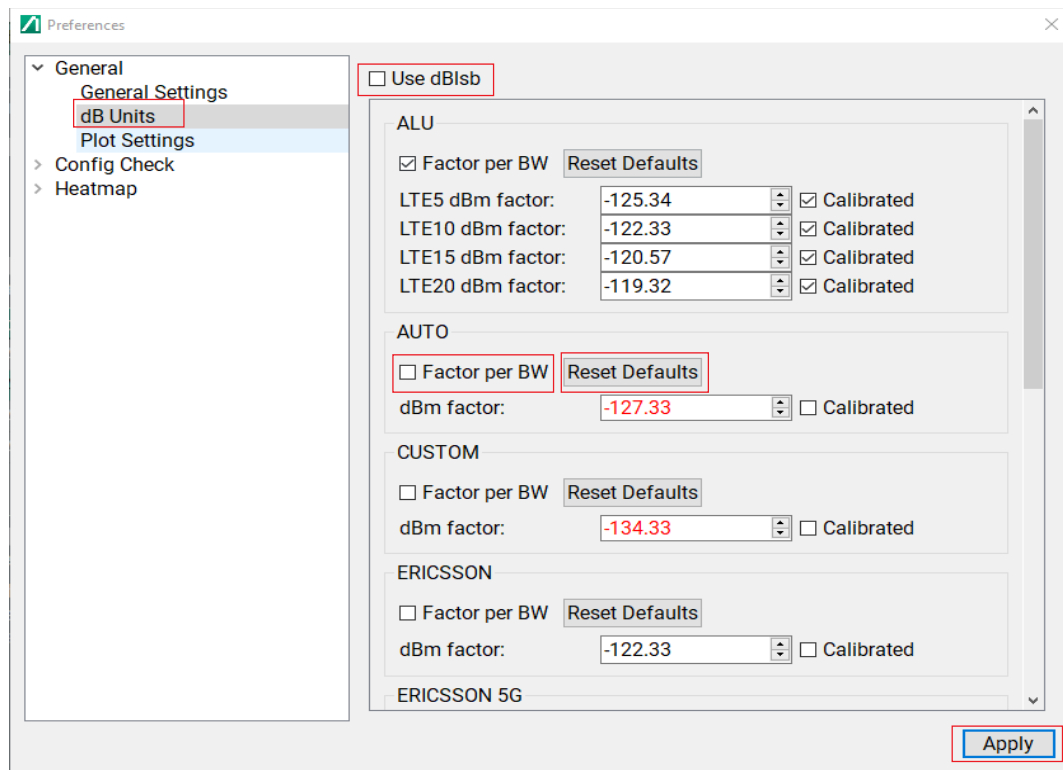 Preferences
General
General Settings
dB Units
Plot Settings
Config Check
Heatmap
Use dBlsb
ALU
Factor per BW Reset Defaults
LTE5 dBm factor: -125.34 Calibrated
LTE10 dBm factor: -122.33 Calibrated
LTE15 dBm factor: -120.57 Calibrated
LTE20 dBm factor: -119.32 Calibrated
AUTO
Factor per BW Reset Defaults
dBm factor: -127.33 Calibrated
CUSTOM
Factor per BW Reset Defaults
dBm factor: -134.33 Calibrated
ERICSSON
Factor per BW Reset Defaults
dBm factor: -122.33 Calibrated
ERICSSON 5G
Apply